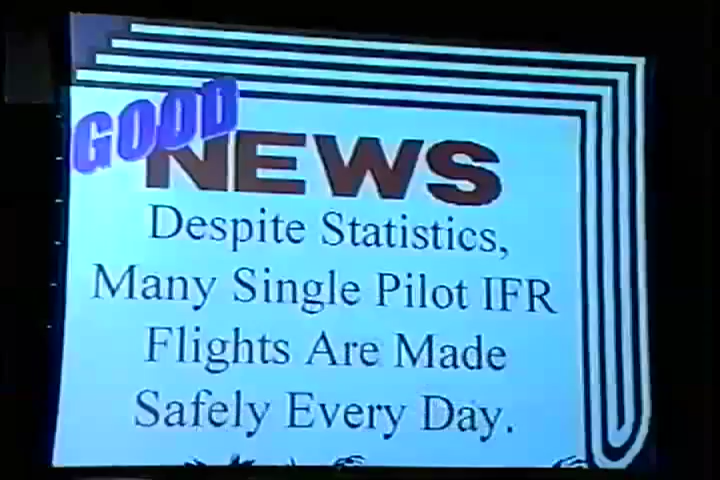 GOOD
NEWS
Despite Statistics,
Many Single Pilot IFR
Flights Are Made
Safely Every Day.